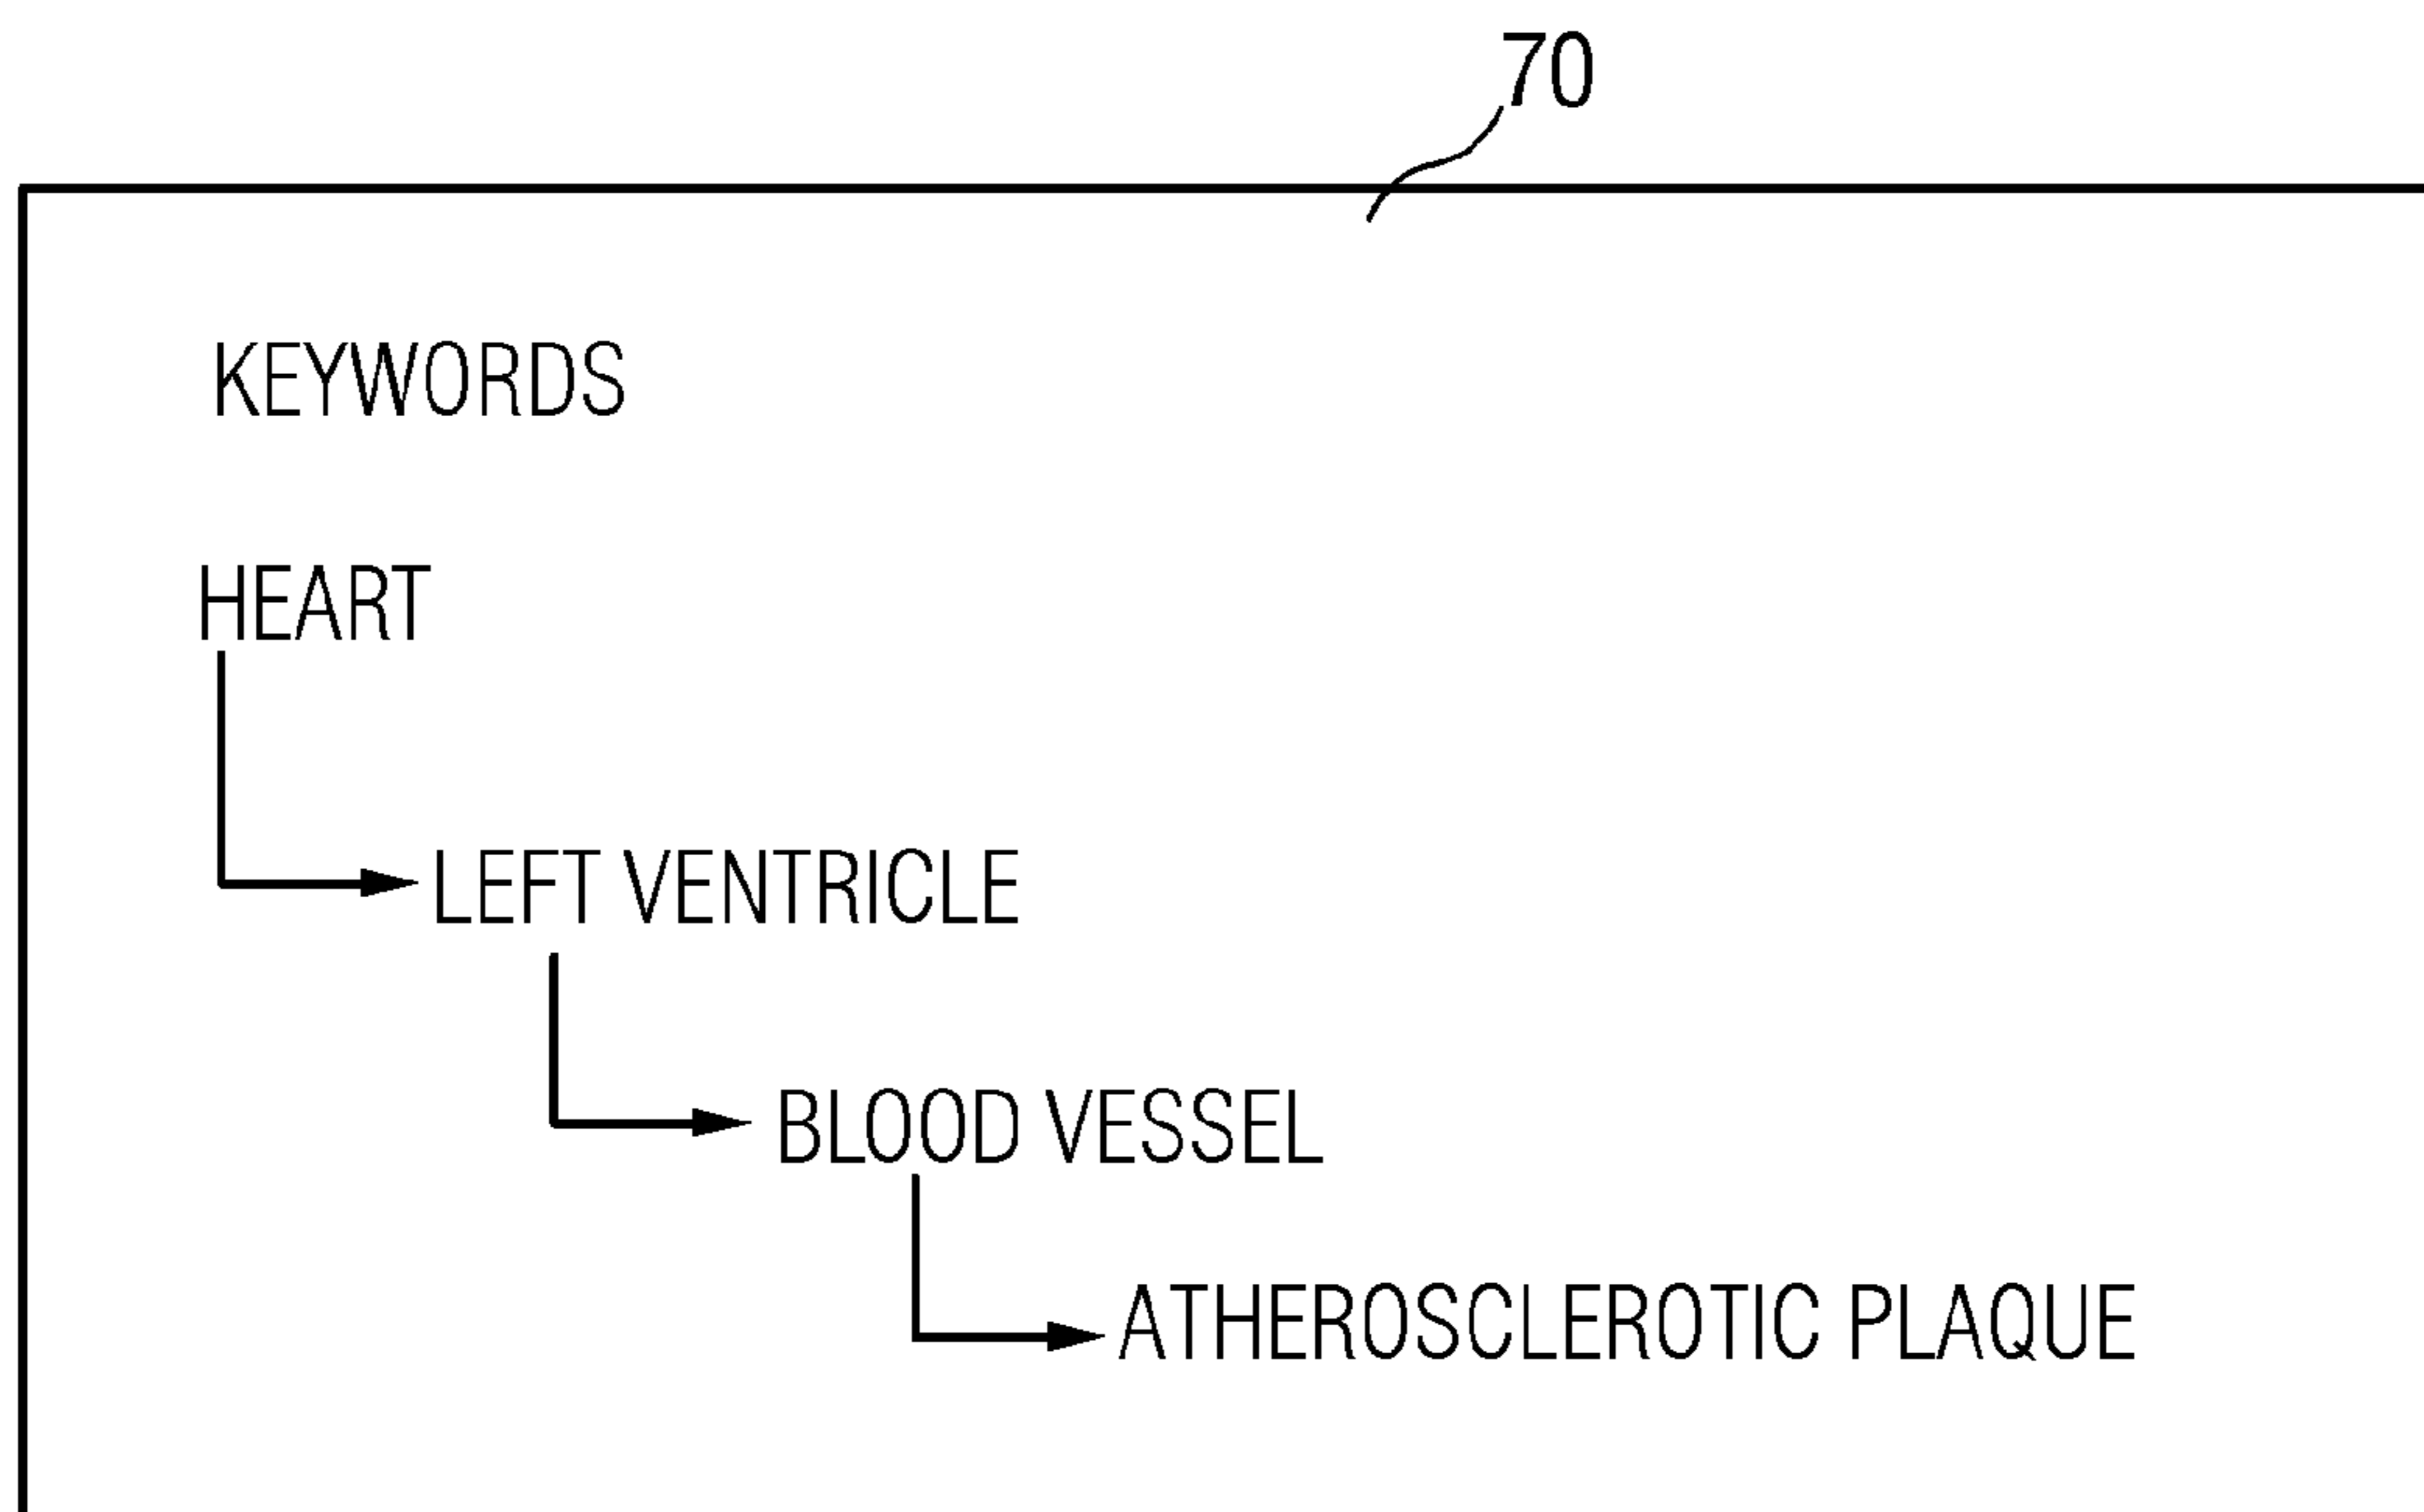 70
KEYWORDS
HEART
LEFT VENTRICLE
BLOOD VESSEL
ATHEROSCLEROTIC PLAQUE